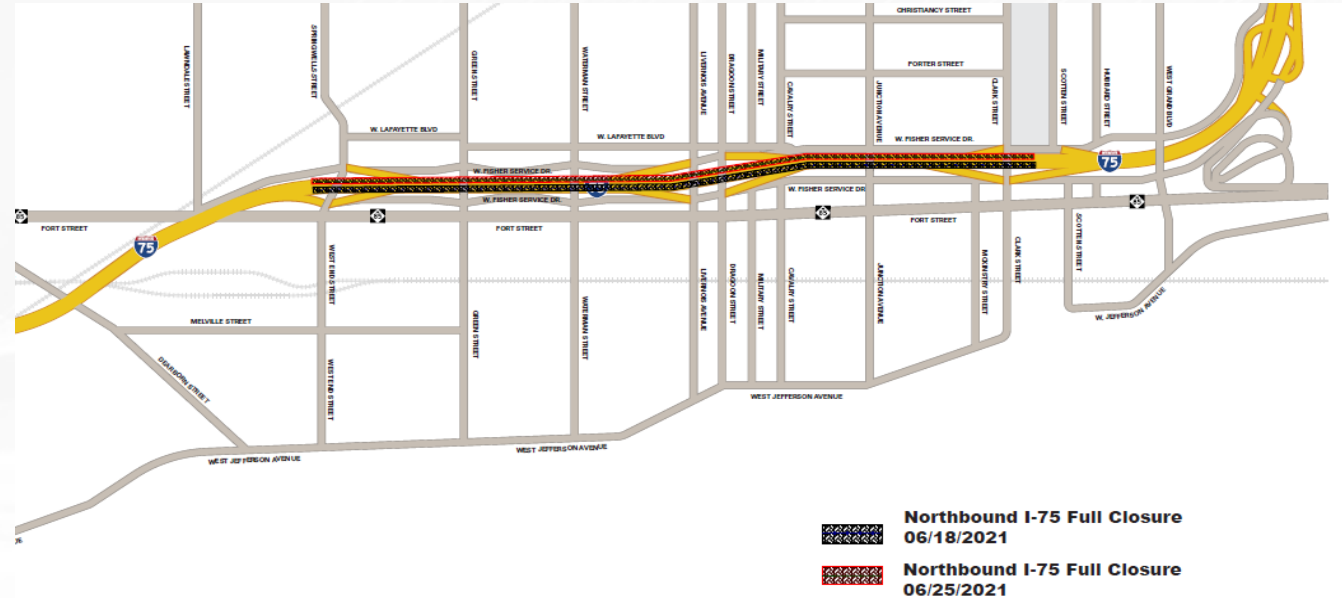 CHRISTIANCY STREET
LAWNDALE STREET
SPRINGWELLS STREET
GREEN STREET
WATERMAN STREET
LIVERNOIS AVENUE
DRAGOON STREET
MILITARY STREET
CAVALRY STREET
PORTER STREET
JUNCTION AVENUE
CLARK STREET
SCOTTEN STREET
HUBBARD STREET
WEST GRAND BLVD
W. LAFAYETTE BLVD
W. LAFAYETTE BLVD
W. FISHER SERVICE DR.
75
W. FISHER SERVICE DR.
W. FISHER SERVICE DR
W. FISHER SERVICE DR.
85
85
85
85
FORT STREET
FORT STREET
FORT STREET
75
WEST END STREET
LIVERNOIS AVENUE
DRAGOON STREET
MILITARY STREET
CAVALRY STREET
JUNCTION AVENUE
MCKINSTRY STREET
CLARK STREET
SCOTTEN STREET
W. JEFFERSON AVENUE
MELVILLE STREET
GREEN STREET
WATERMAN STREET
DEARBORN STREET
WEST END STREET
WEST JEFFERSON AVENUE
WEST JEFFERSON AVENUE
WEST JEFFERSON AVENUE
Northbound I-75 Full Closure
06/18/2021
Northbound I-75 Full Closure
06/25/2021